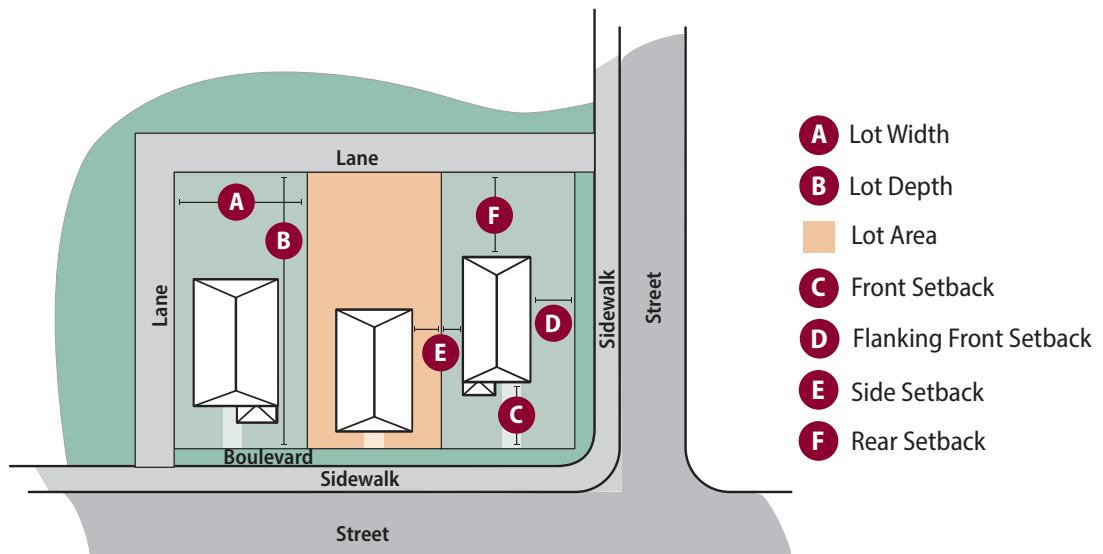 Lane
A
B
F
Lane
Sidewalk
Street
D
E
C
Boulevard
Sidewalk
Street
A Lot Width
B Lot Depth
Lot Area
C Front Setback
D Flanking Front Setback
E Side Setback
F Rear Setback